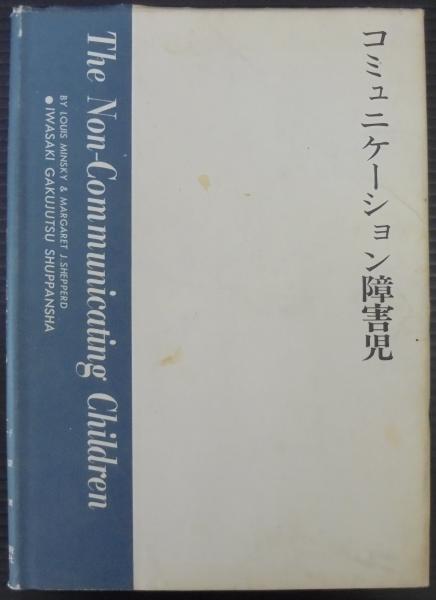 コミュニケーション障害児
The Non-Communicating Children
BY LOUIS MINSKY & MARGARET J. SHEPPERD
●IWASAKI GAKUJUTSU SHUPPANSHA